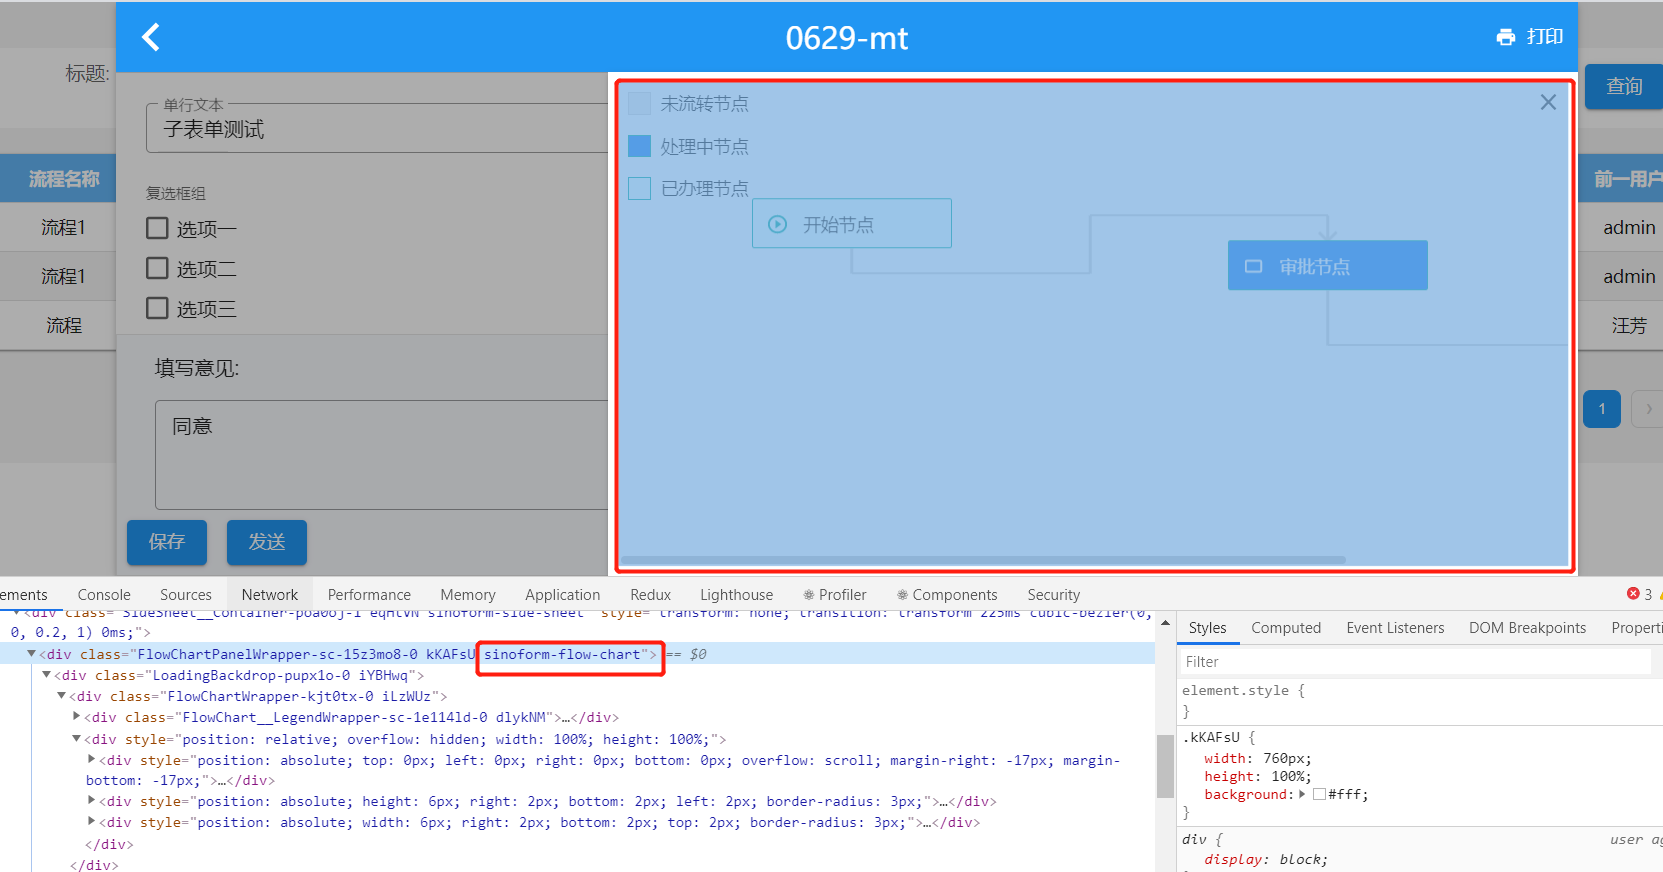 0629-mt
打印
标题:
查询
单行文本
子表单测试
未流转节点
处理中节点
已办理节点
开始节点
审批节点
复选框组
选项一
选项二
选项三
流程名称
流程1
流程1
流程
前一用户
admin
admin
汪芳
1
填写意见:
同意
保存
发送
ements
Console
Sources
Network
Performance
Memory
Application
Redux
Lighthouse
Profiler
Components
Security
3
<div class="SideSheet__Container-poa0oj-1 eqHtVN sinoform-side-sheet" style="transform: none; transition: transform 225ms cubic-bezier(0,
0, 0.2, 1) 0ms;">
<div class="FlowChartPanelWrapper-sc-15z3mo8-0 kKAFsU sinoform-flow-chart"> == $0
<div class="LoadingBackdrop-pupx1o-0 iYBHwq">
<div class="FlowChartWrapper-kjt0tx-0 iLzWUz">
<div class="FlowChart__LegendWrapper-sc-1e114ld-0 dlykNM">…</div>
<div style="position: relative; overflow: hidden; width: 100%; height: 100%;">
<div style="position: absolute; top: 0px; left: 0px; right: 0px; bottom: 0px; overflow: scroll; margin-right: -17px; margin-
bottom: -17px;">…</div>
<div style="position: absolute; height: 6px; right: 2px; bottom: 2px; left: 2px; border-radius: 3px;">…</div>
<div style="position: absolute; width: 6px; right: 2px; bottom: 2px; top: 2px; border-radius: 3px;">…</div>
</div>
</div>
Styles
Computed
Event Listeners
DOM Breakpoints
Properti
Filter
element.style {
}
.kKAFsU {
width: 760px;
height: 100%;
background: #fff;
}
div {
user ag
display: block;